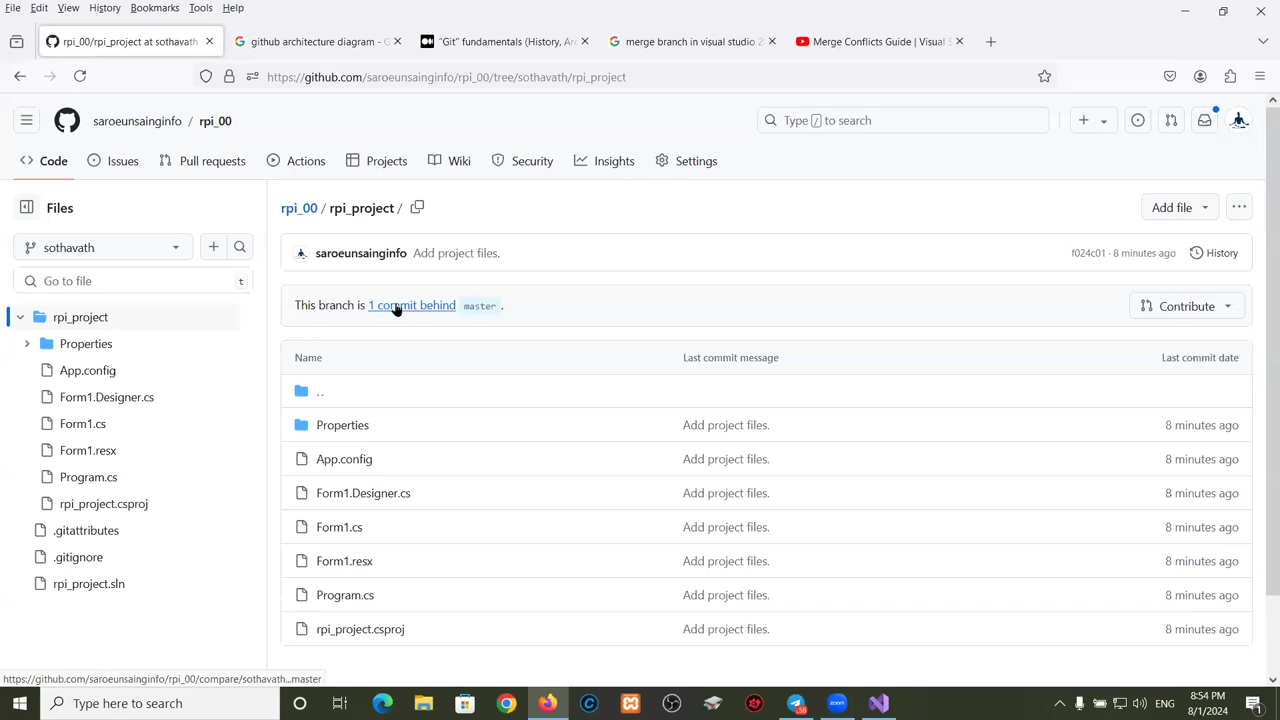 File Edit View History Bookmarks Tools Help
rpi_00/rpi_project at sothavath
github architecture diagram - G
"Git" fundamentals (History, Arc
merge branch in visual studio 2
Merge Conflicts Guide | Visual S
https://github.com/saroeunsainginfo/rpi_00/tree/sothavath/rpi_project
saroeunsainginfo / rpi_00
Type / to search
Code Issues Pull requests Actions Projects Wiki Security Insights Settings
Files
sothavath
Go to file t
rpi_project
Properties
App.config
Form1.Designer.cs
Form1.cs
Form1.resx
Program.cs
rpi_project.csproj
.gitattributes
.gitignore
rpi_project.sln
rpi_00 / rpi_project /
Add file
saroeunsainginfo Add project files.
f024c01 · 8 minutes ago History
This branch is 1 commit behind master .
Contribute
Name Last commit message Last commit date
..
Properties Add project files. 8 minutes ago
App.config Add project files. 8 minutes ago
Form1.Designer.cs Add project files. 8 minutes ago
Form1.cs Add project files. 8 minutes ago
Form1.resx Add project files. 8 minutes ago
Program.cs Add project files. 8 minutes ago
rpi_project.csproj Add project files. 8 minutes ago
https://github.com/saroeunsainginfo/rpi_00/compare/sothavath...master
Type here to search
56
zoom
ENG
8:54 PM
8/1/2024
1